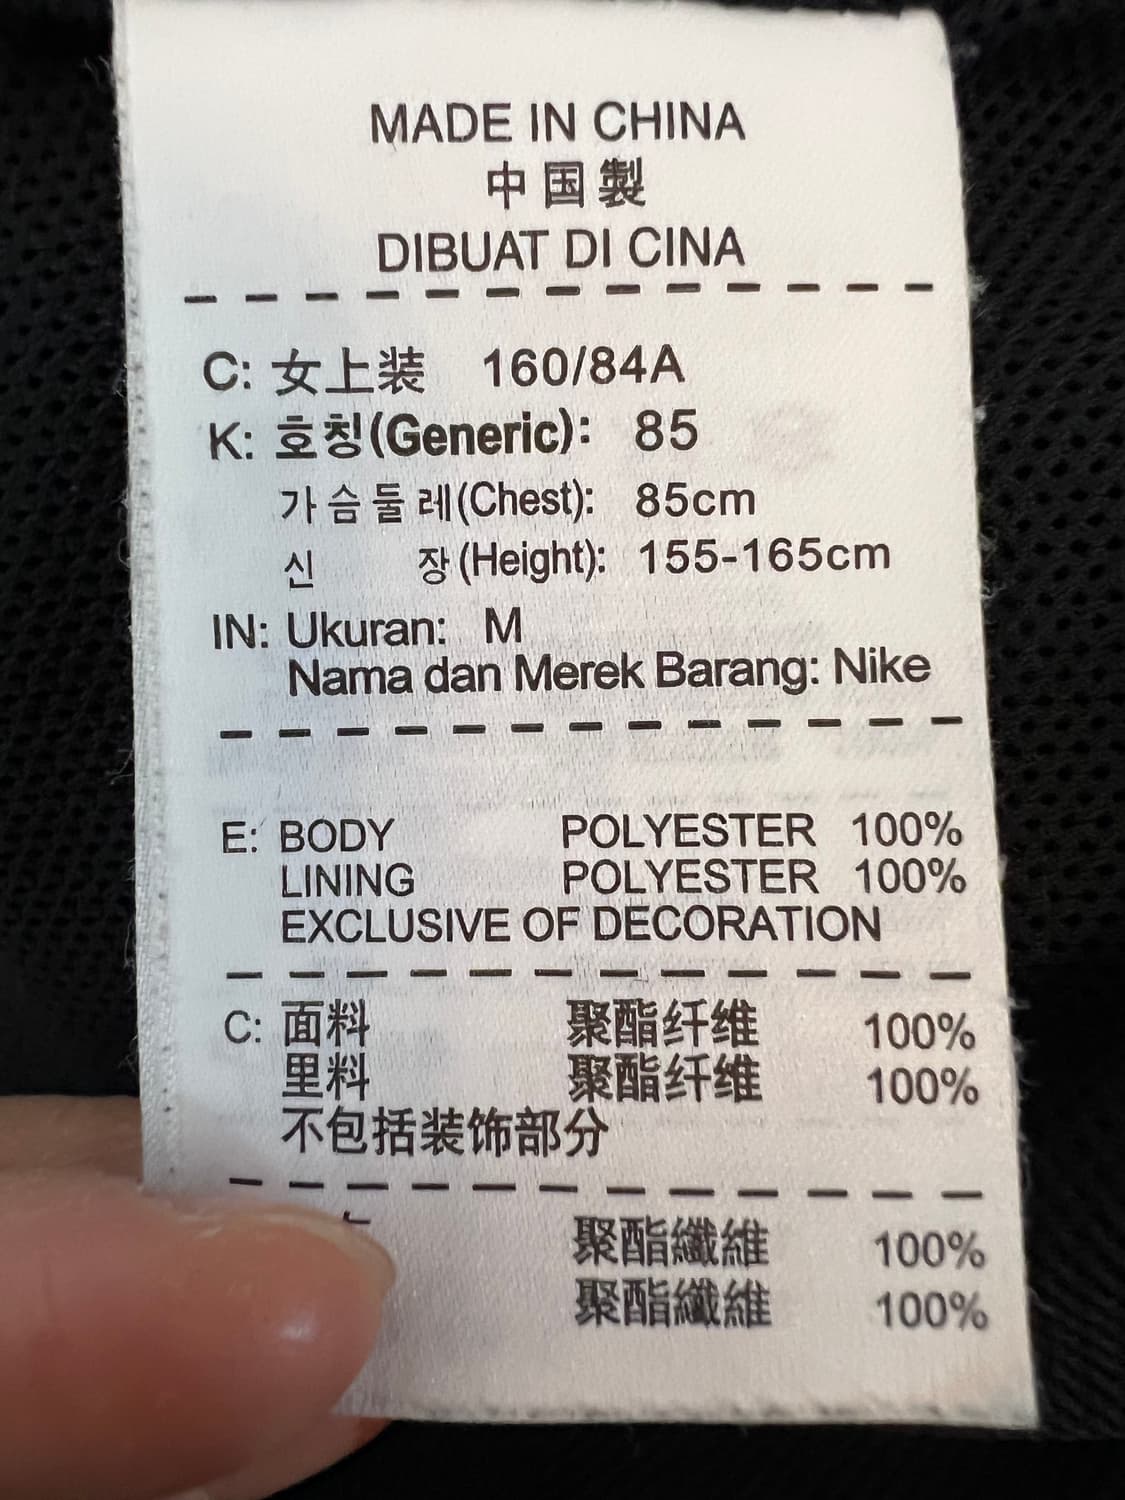 MADE IN CHINA
中国製
DIBUAT DI CINA
C: 女上装 160/84A
K: 호칭(Generic): 85
가슴둘레(Chest): 85cm
신 장(Height): 155-165cm
IN: Ukuran: M
Nama dan Merek Barang: Nike
E: BODY POLYESTER 100%
LINING POLYESTER 100%
EXCLUSIVE OF DECORATION
C: 面料 聚酯纤维 100%
里料 聚酯纤维 100%
不包括装饰部分
聚酯纖維 100%
聚酯纖維 100%